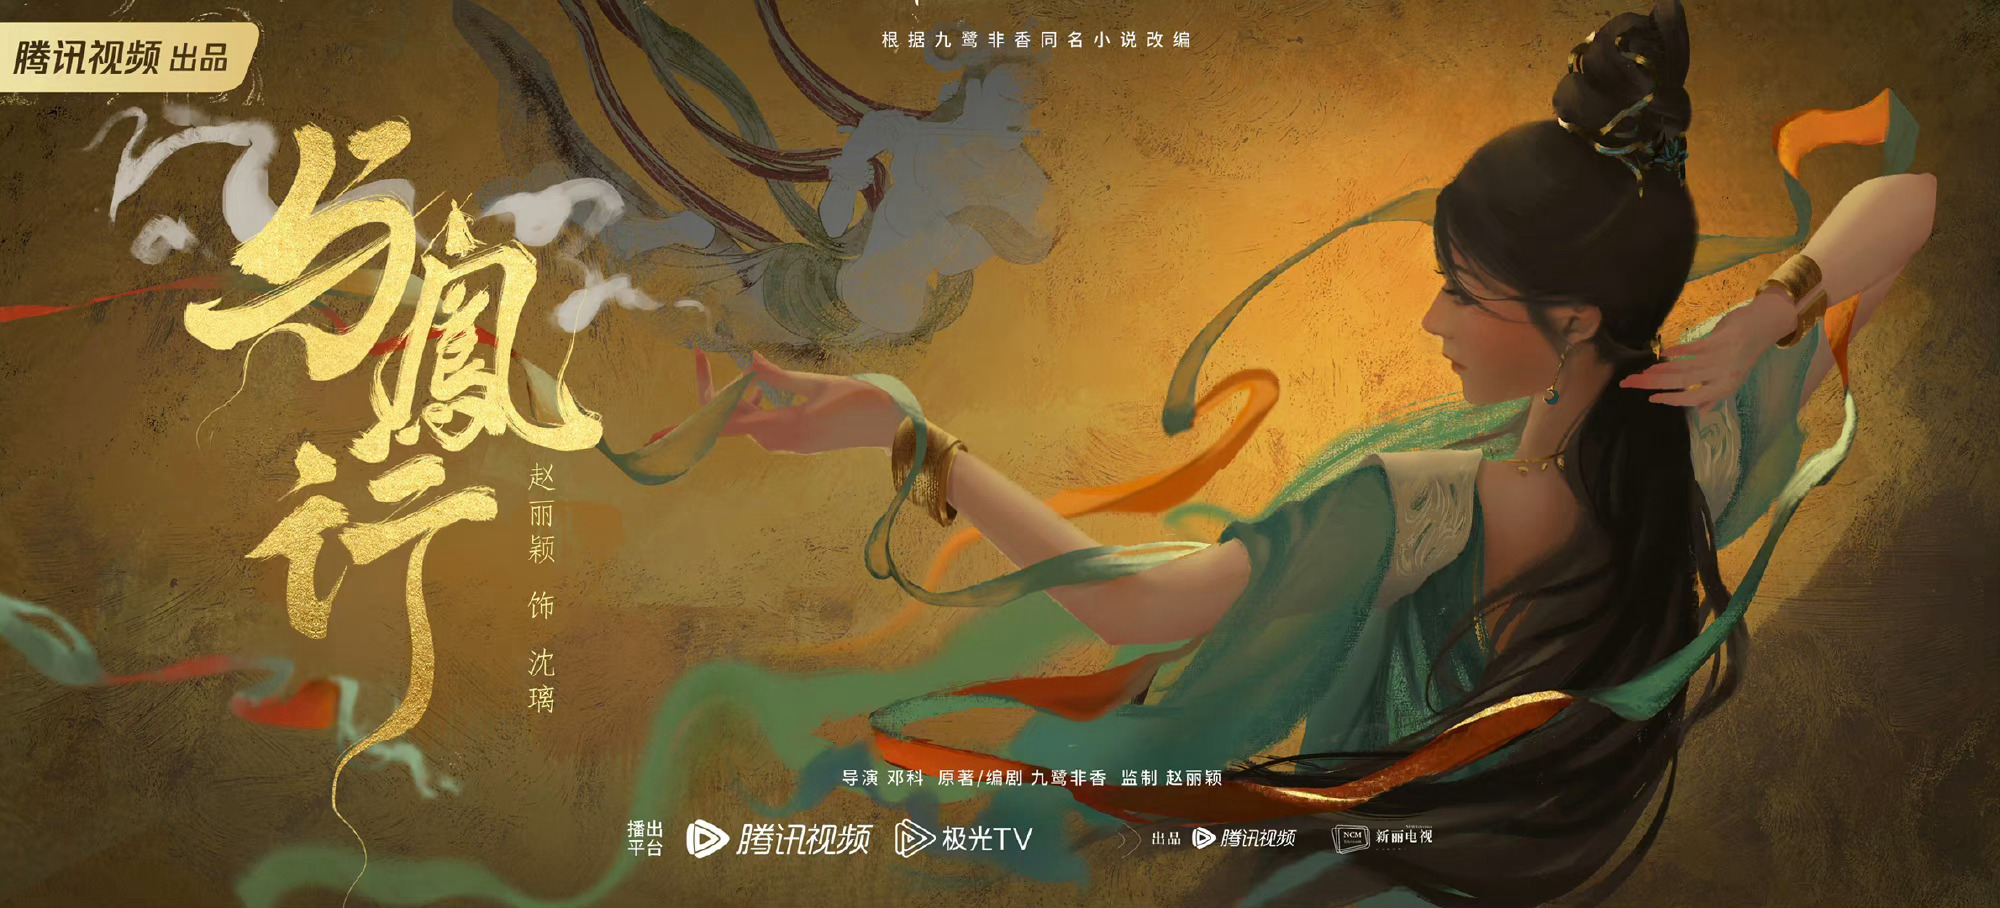 腾讯视频 出品
根据九鹭非香同名小说改编
与鳳行
赵丽颖 饰 沈璃
导演 邓科 原著/编剧 九鹭非香 监制 赵丽颖
播出平台 腾讯视频 极光TV 出品 腾讯视频 NCM 新丽电视